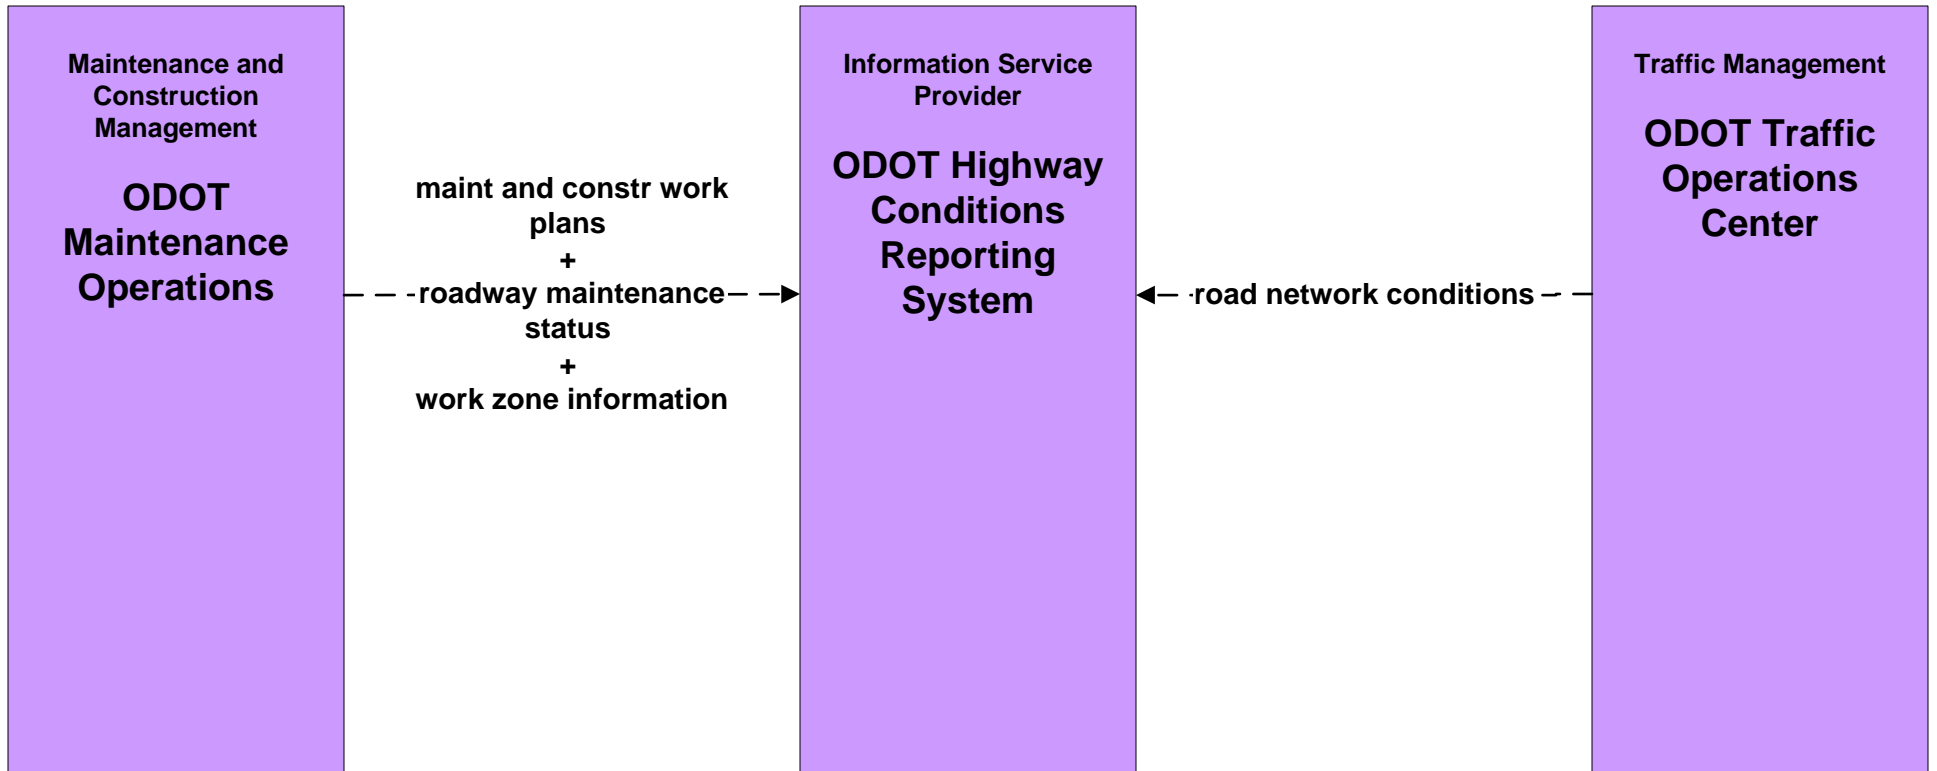 Maintenance and
Construction
Management
ODOT
Maintenance
Operations
maint and constr work
plans
+
roadway maintenance
status
+
work zone information
Information Service
Provider
ODOT Highway
Conditions
Reporting
System
road network conditions
Traffic Management
ODOT Traffic
Operations
Center